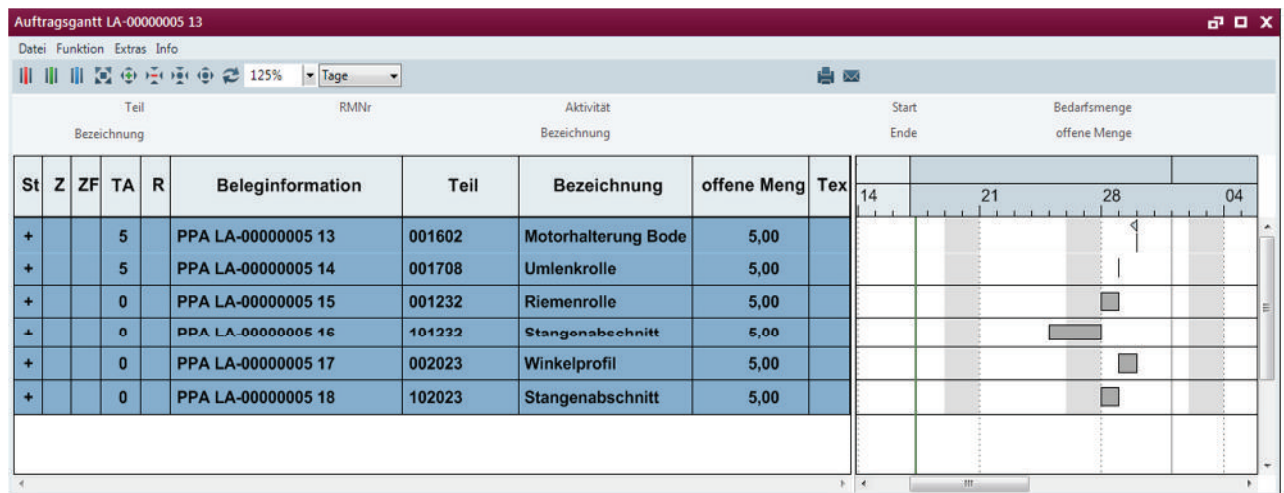 Auftragsgantt LA-00000005 13
Datei Funktion Extras Info
125% Tage
Teil RMNr Aktivität Start Bedarfsmenge
Bezeichnung Bezeichnung Ende offene Menge
St Z ZF TA R Beleginformation Teil Bezeichnung offene Meng Tex
14 21 28 04
+ 5 PPA LA-00000005 13 001602 Motorhalterung Bode 5,00
+ 5 PPA LA-00000005 14 001708 Umlenkrolle 5,00
+ 0 PPA LA-00000005 15 001232 Riemenrolle 5,00
+ 0 PPA LA-00000005 16 101232 Stangenabschnitt 5,00
+ 0 PPA LA-00000005 17 002023 Winkelprofil 5,00
+ 0 PPA LA-00000005 18 102023 Stangenabschnitt 5,00